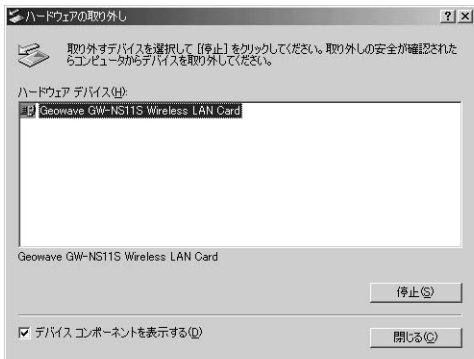 ハードウェアの取り外し
取り外すデバイスを選択して [停止] をクリックしてください。取り外しの安全が確認された
らコンピュータからデバイスを取り外してください。
ハードウェア デバイス(H):
Geowave GW-NS11S Wireless LAN Card
Geowave GW-NS11S Wireless LAN Card
停止(S)
デバイス コンポーネントを表示する(D)
閉じる(C)